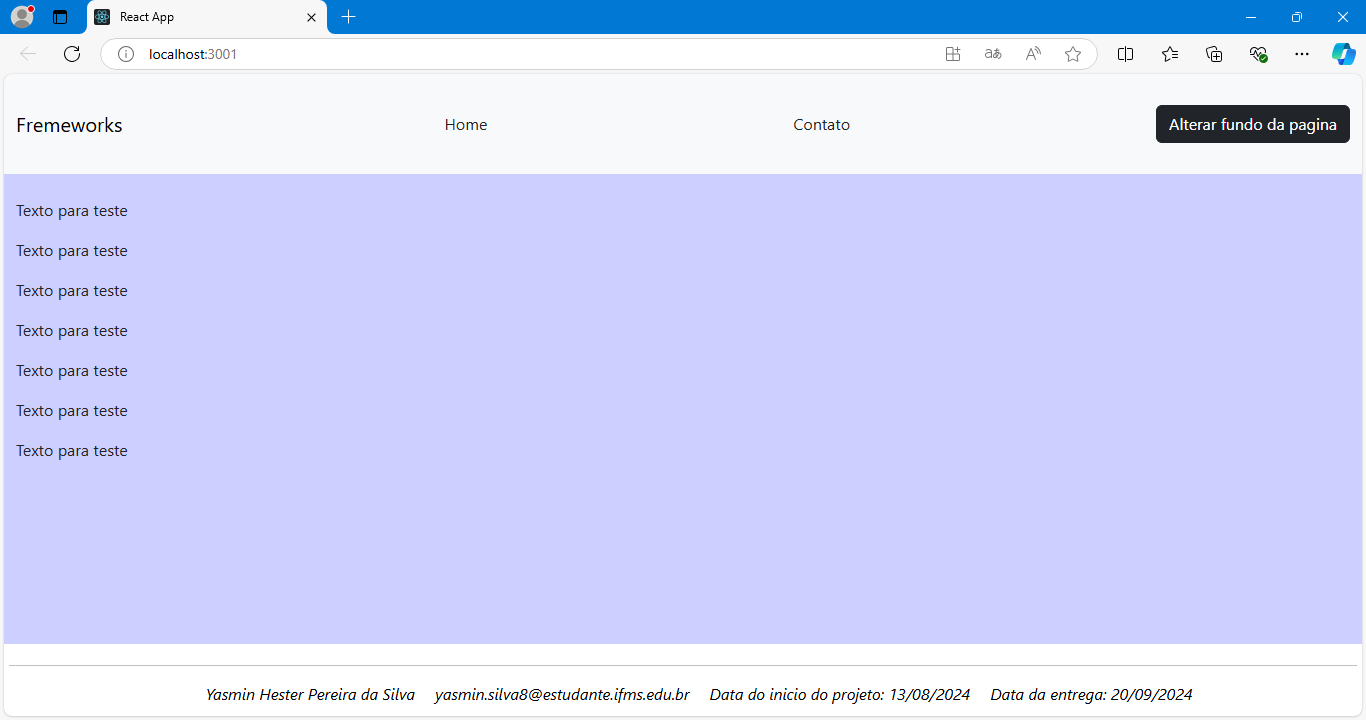 React App
localhost:3001
Fremeworks Home Contato Alterar fundo da pagina
Texto para teste
Texto para teste
Texto para teste
Texto para teste
Texto para teste
Texto para teste
Texto para teste
Yasmin Hester Pereira da Silva yasmin.silva8@estudante.ifms.edu.br Data do inicio do projeto: 13/08/2024 Data da entrega: 20/09/2024